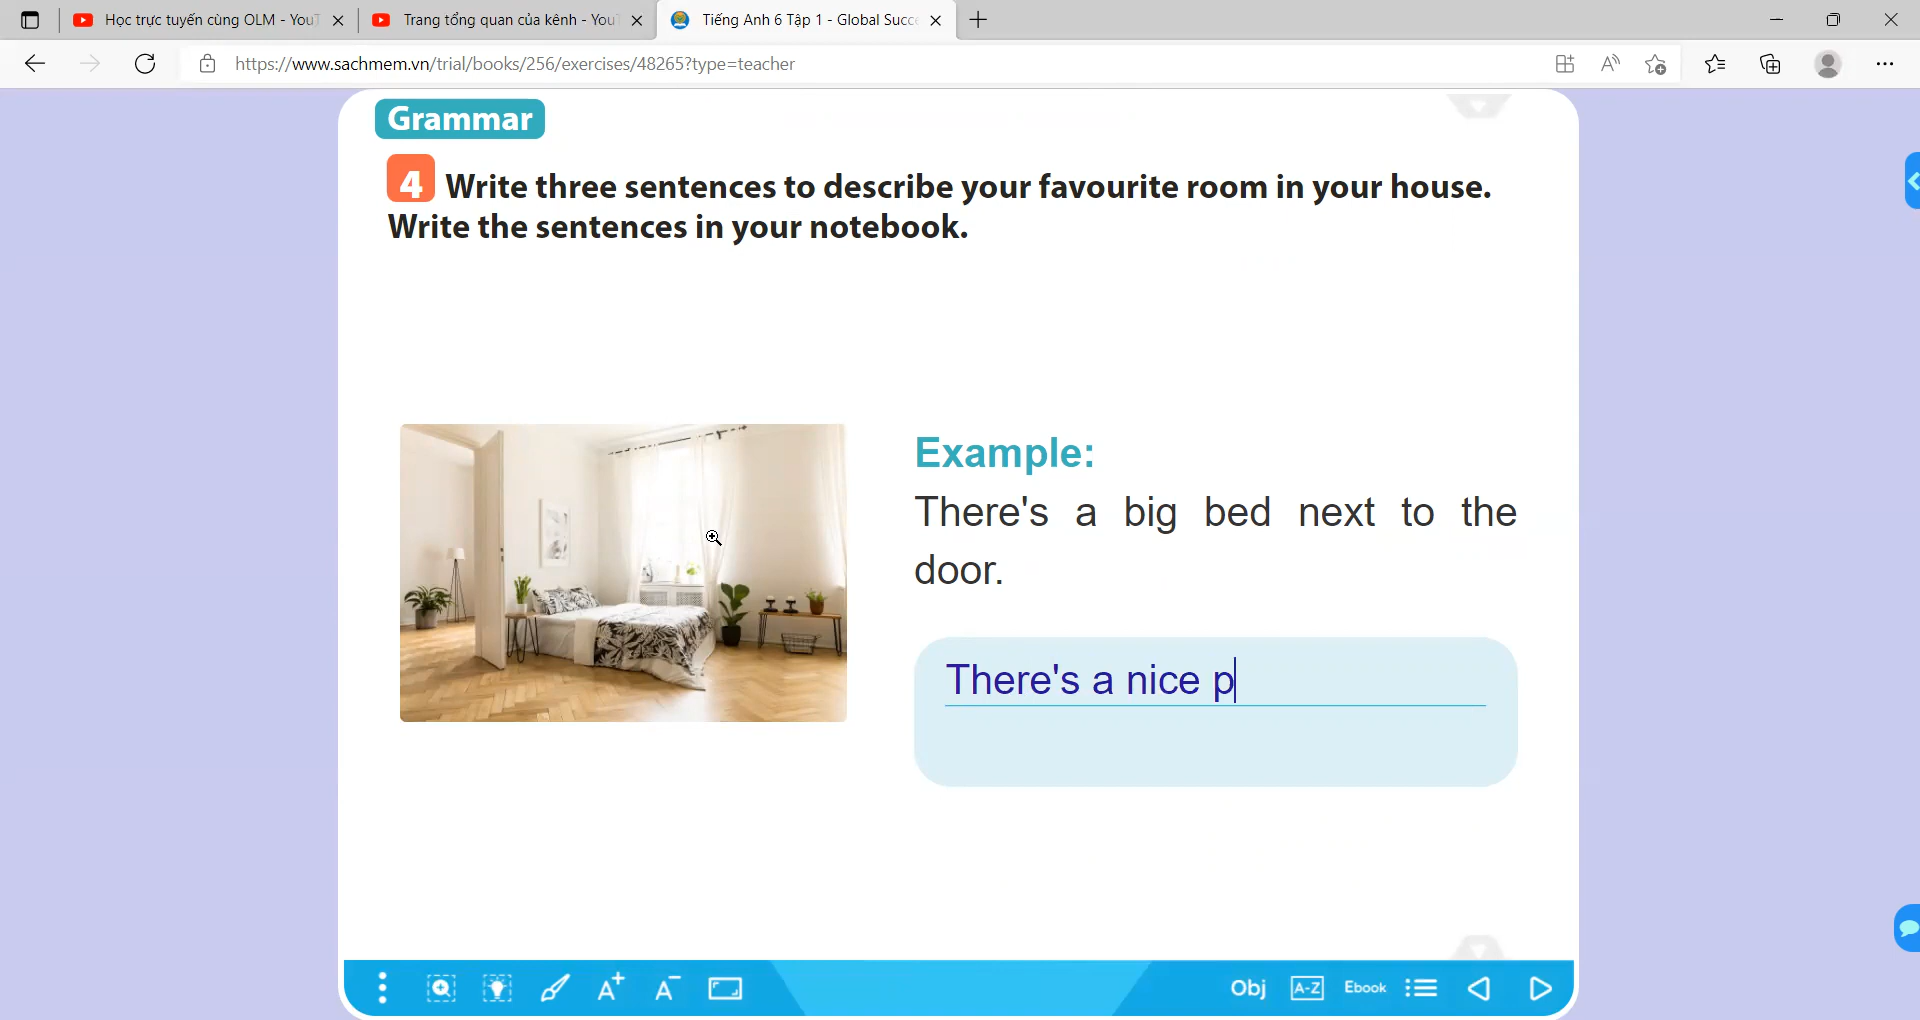 Học trực tuyến cùng OLM - You
Trang tổng quan của kênh - You
Tiếng Anh 6 Tập 1 - Global Succ
https://www.sachmem.vn/trial/books/256/exercises/48265?type=teacher
Grammar
4 Write three sentences to describe your favourite room in your house.
Write the sentences in your notebook.
Example:
There's a big bed next to the
door.
There's a nice p
A+
A-
Obj
A-Z
Ebook